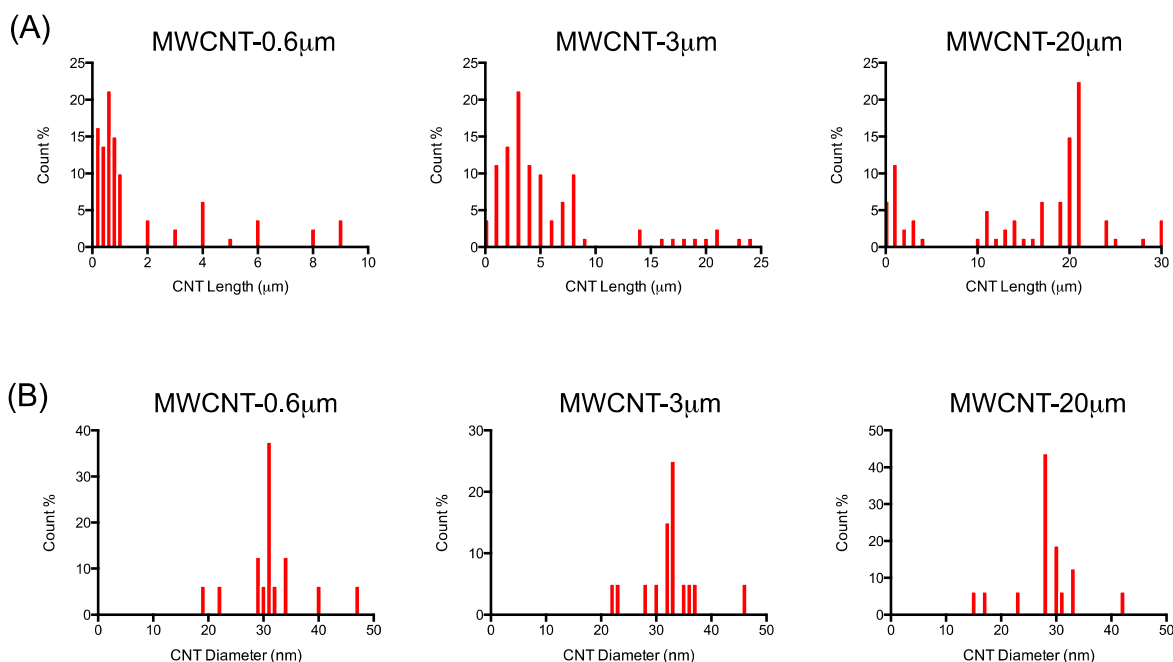 (A)
MWCNT-0.6μm
MWCNT-3μm
MWCNT-20μm
Count %
25
20
15
10
5
0
0 2 4 6 8 10
CNT Length (μm)
Count %
25
20
15
10
5
0
0 5 10 15 20 25
CNT Length (μm)
Count %
25
20
15
10
5
0
0 10 20 30
CNT Length (μm)
(B)
MWCNT-0.6μm
MWCNT-3μm
MWCNT-20μm
Count %
40
30
20
10
0
0 10 20 30 40 50
CNT Diameter (nm)
Count %
30
20
10
0
0 10 20 30 40 50
CNT Diameter (nm)
Count %
50
40
30
20
10
0
0 10 20 30 40 50
CNT Diameter (nm)